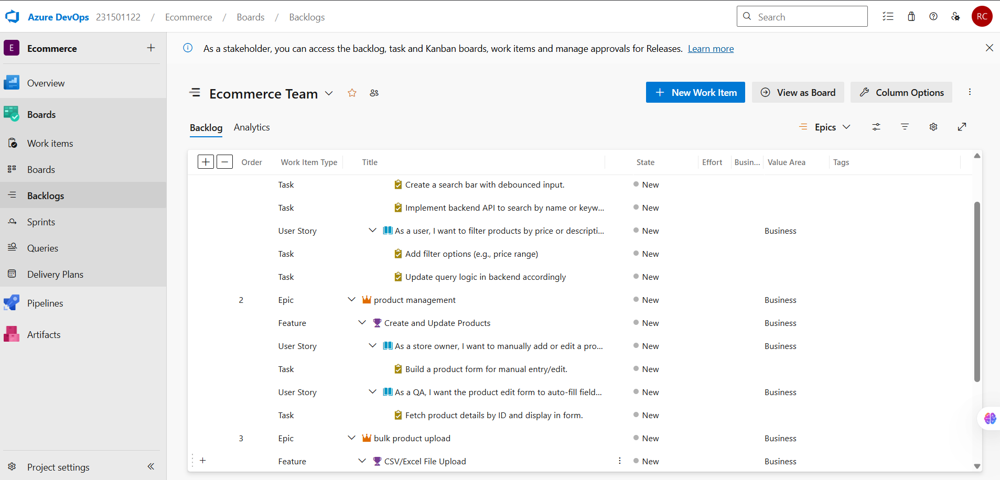 Azure DevOps 231501122 / Ecommerce / Boards / Backlogs Search RC
E Ecommerce
As a stakeholder, you can access the backlog, task and Kanban boards, work items and manage approvals for Releases. Learn more
Overview
Boards
Work items
Boards
Backlogs
Sprints
Queries
Delivery Plans
Pipelines
Artifacts
Project settings
Ecommerce Team New Work Item View as Board Column Options
Backlog Analytics Epics
Order Work Item Type Title State Effort Busin... Value Area Tags
Task Create a search bar with debounced input. New
Task Implement backend API to search by name or keyw... New
User Story As a user, I want to filter products by price or descripti... New Business
Task Add filter options (e.g., price range) New
Task Update query logic in backend accordingly New
2 Epic product management New Business
Feature Create and Update Products New Business
User Story As a store owner, I want to manually add or edit a pro... New Business
Task Build a product form for manual entry/edit. New
User Story As a QA, I want the product edit form to auto-fill field... New Business
Task Fetch product details by ID and display in form. New
3 Epic bulk product upload New Business
Feature CSV/Excel File Upload New Business